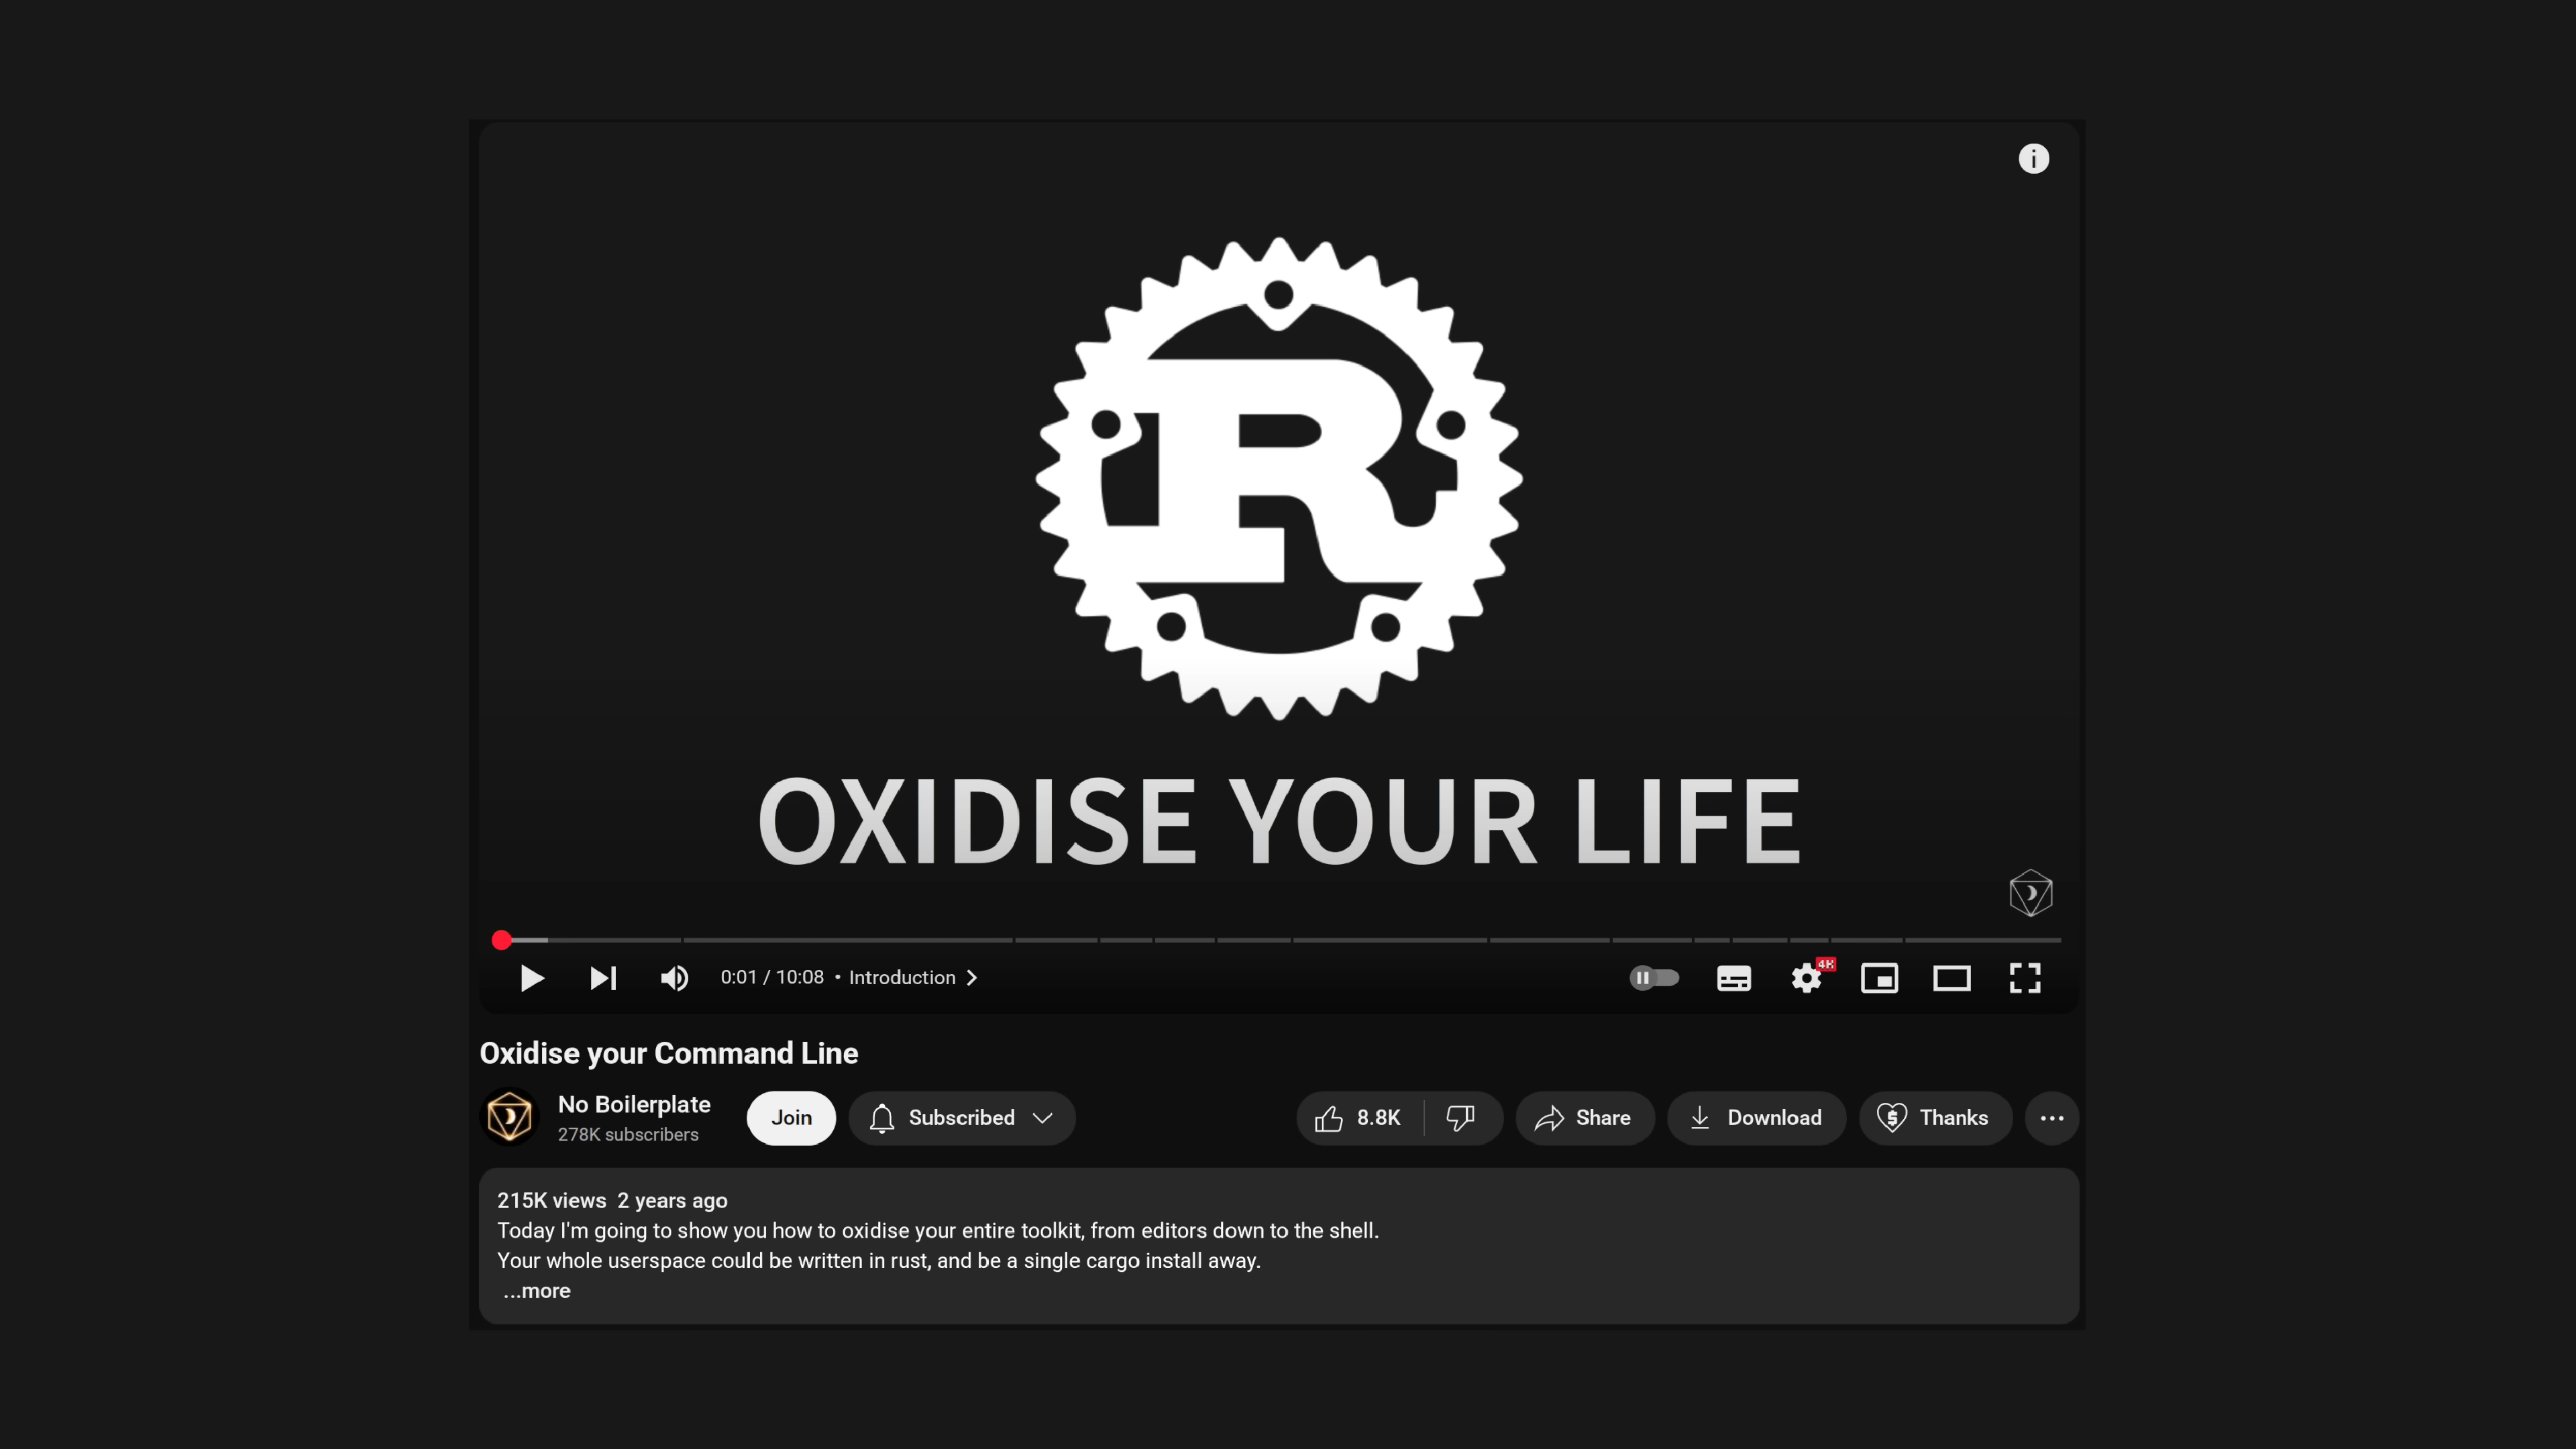 i
R
OXIDISE YOUR LIFE
0:01 / 10:08 • Introduction
4K
Oxidise your Command Line
No Boilerplate
278K subscribers
Join
Subscribed
8.8K
Share
Download
Thanks
215K views 2 years ago
Today I'm going to show you how to oxidise your entire toolkit, from editors down to the shell.
Your whole userspace could be written in rust, and be a single cargo install away.
...more